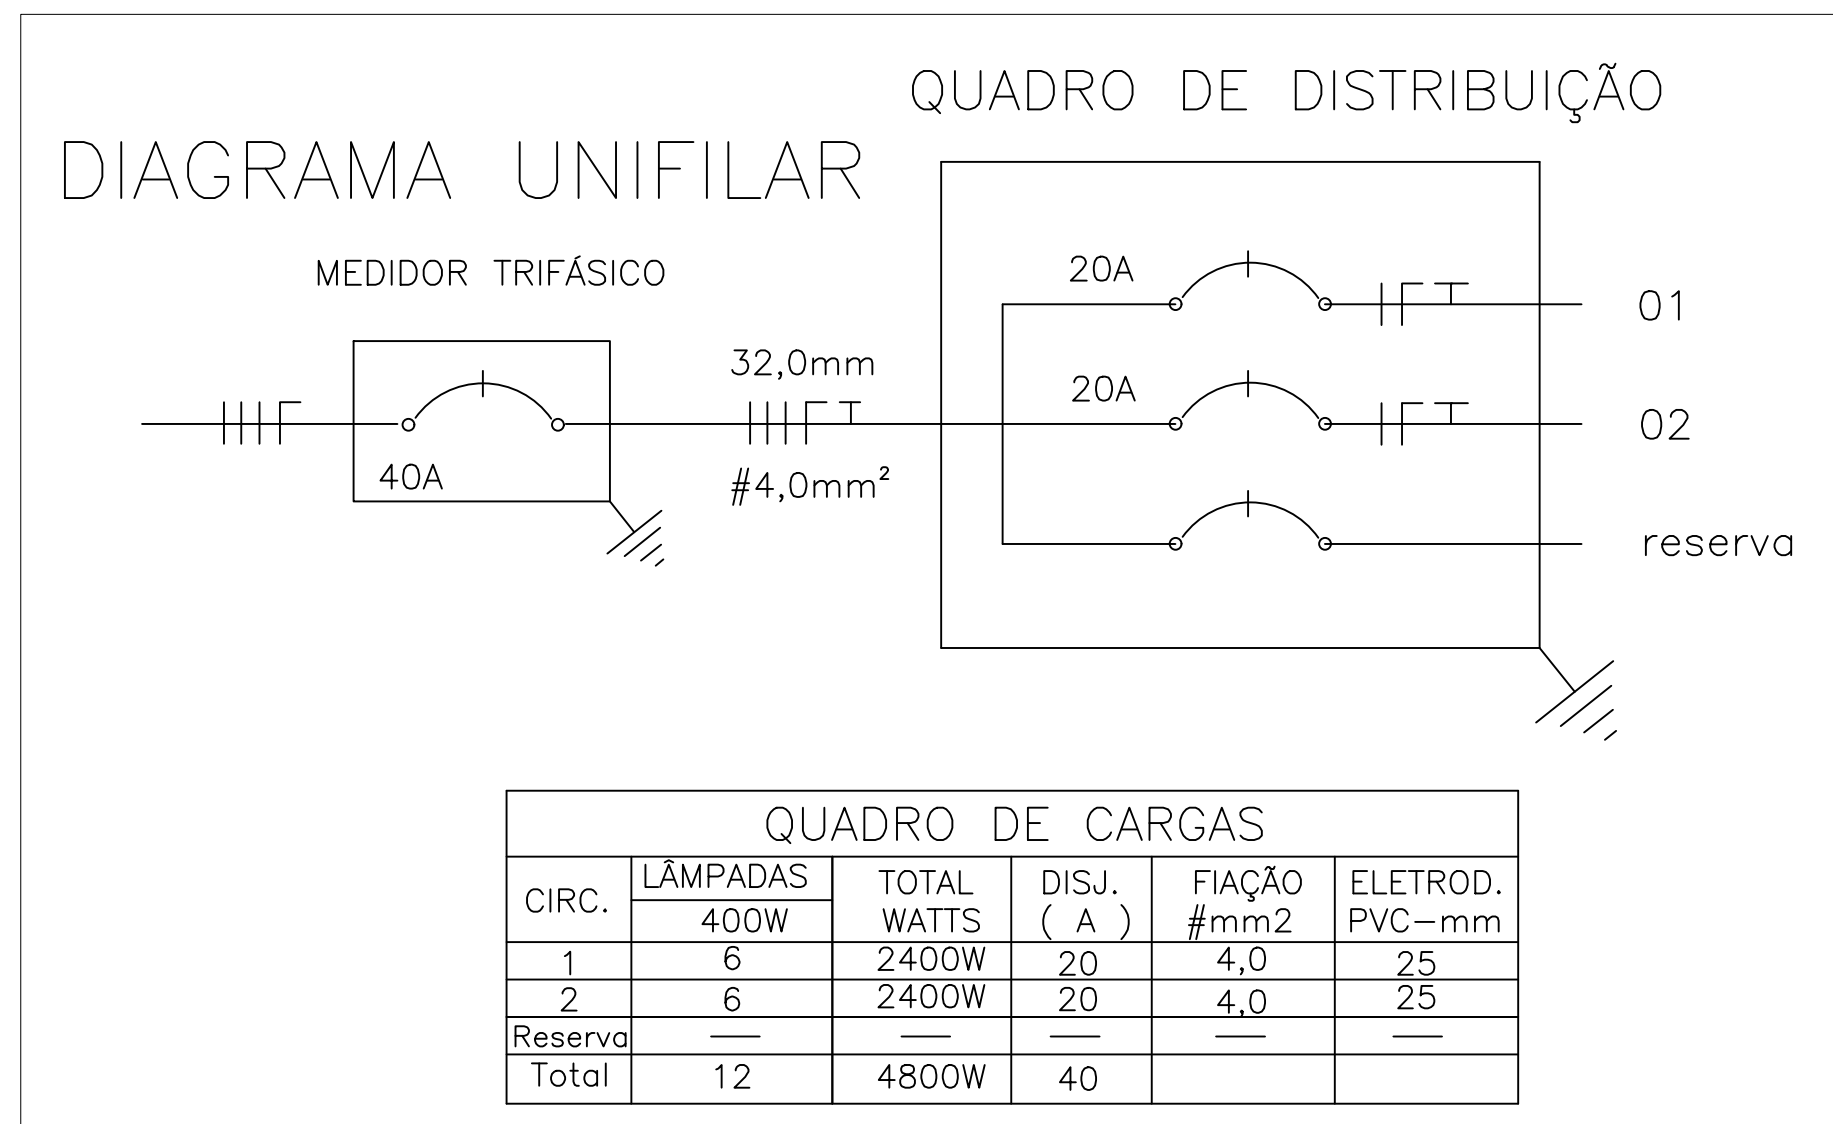 QUADRO DE DISTRIBUIÇÃO
DIAGRAMA UNIFILAR
MEDIDOR TRIFÁSICO
20A
01
32,0mm
20A
02
40A
#4,0mm²
reserva
QUADRO DE CARGAS
CIRC.
LÂMPADAS
400W
TOTAL
WATTS
DISJ.
( A )
FIAÇÃO
#mm2
ELETROD.
PVC-mm
1 6 2400W 20 4,0 25
2 6 2400W 20 4,0 25
Reserva — — — — —
Total 12 4800W 40